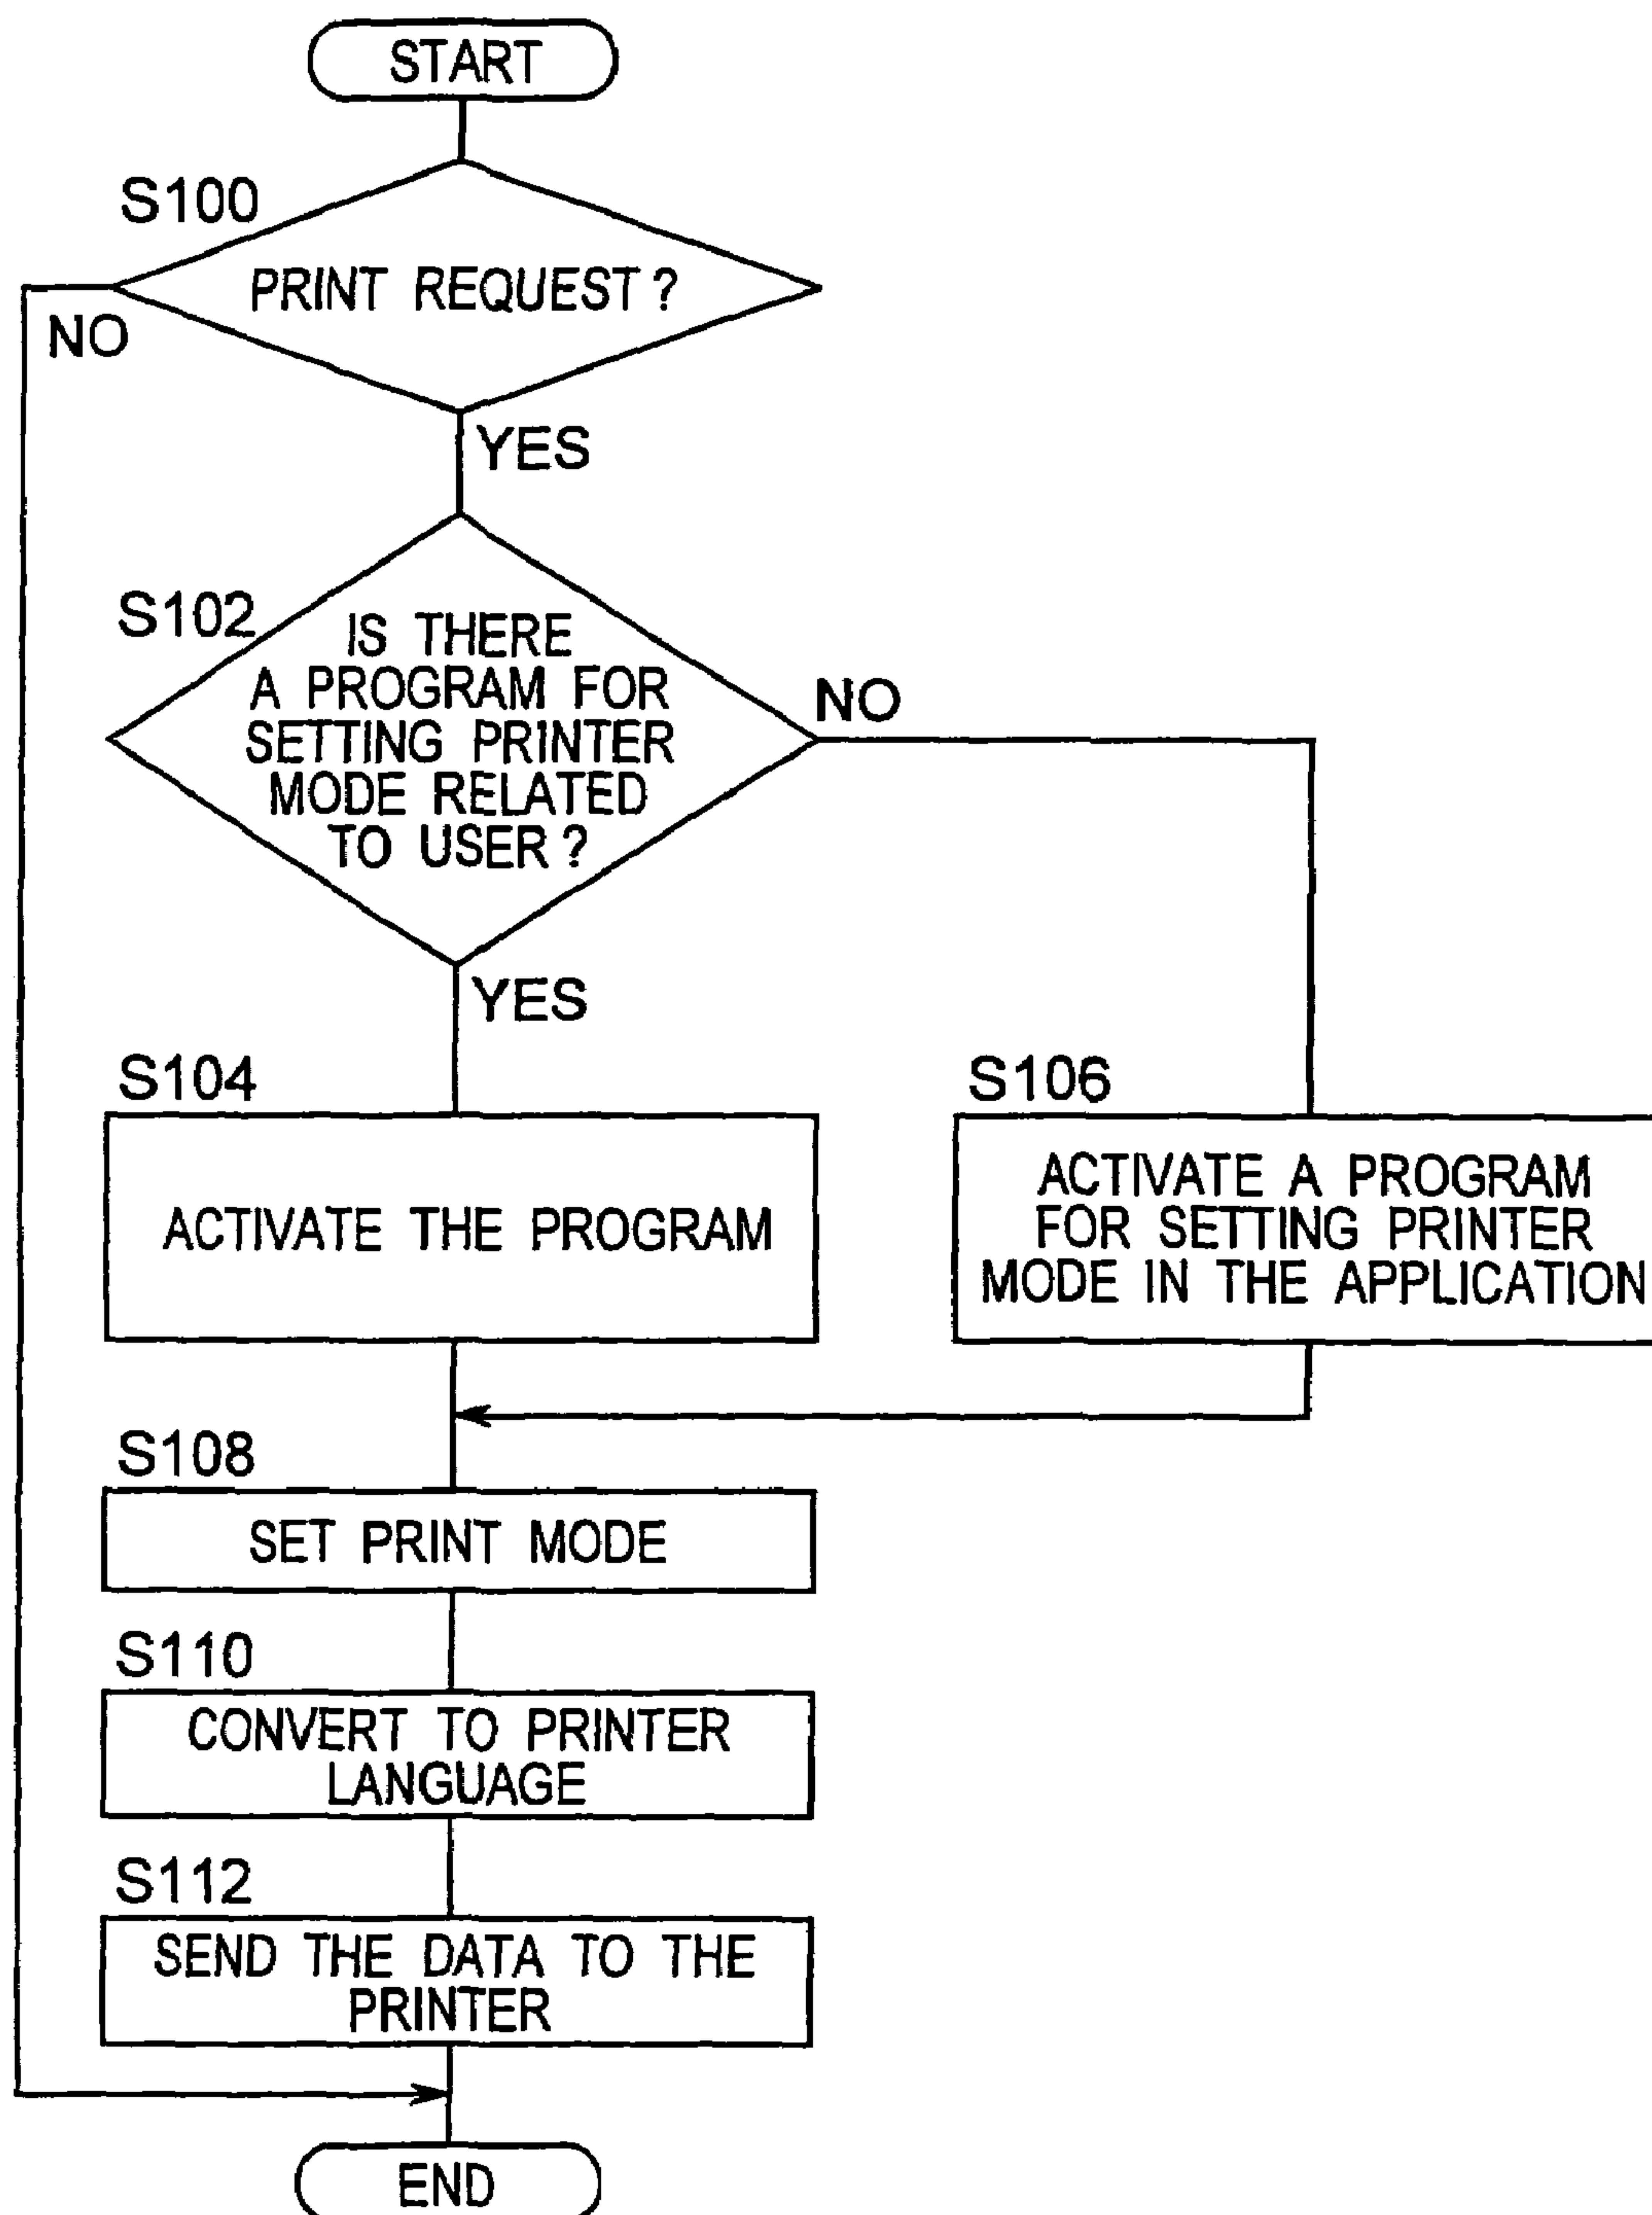 START
S100
PRINT REQUEST ?
NO
YES
S102
IS THERE
A PROGRAM FOR
SETTING PRINTER
MODE RELATED
TO USER ?
NO
YES
S104
ACTIVATE THE PROGRAM
S106
ACTIVATE A PROGRAM
FOR SETTING PRINTER
MODE IN THE APPLICATION
S108
SET PRINT MODE
S110
CONVERT TO PRINTER
LANGUAGE
S112
SEND THE DATA TO THE
PRINTER
END